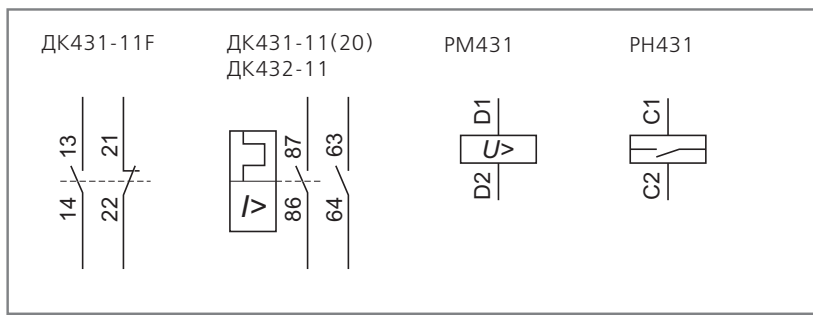 ДК431-11F
ДК431-11(20)
ДК432-11
РМ431
РН431
13
21
14
22
87
63
I>
86
64
D1
U>
D2
C1
C2